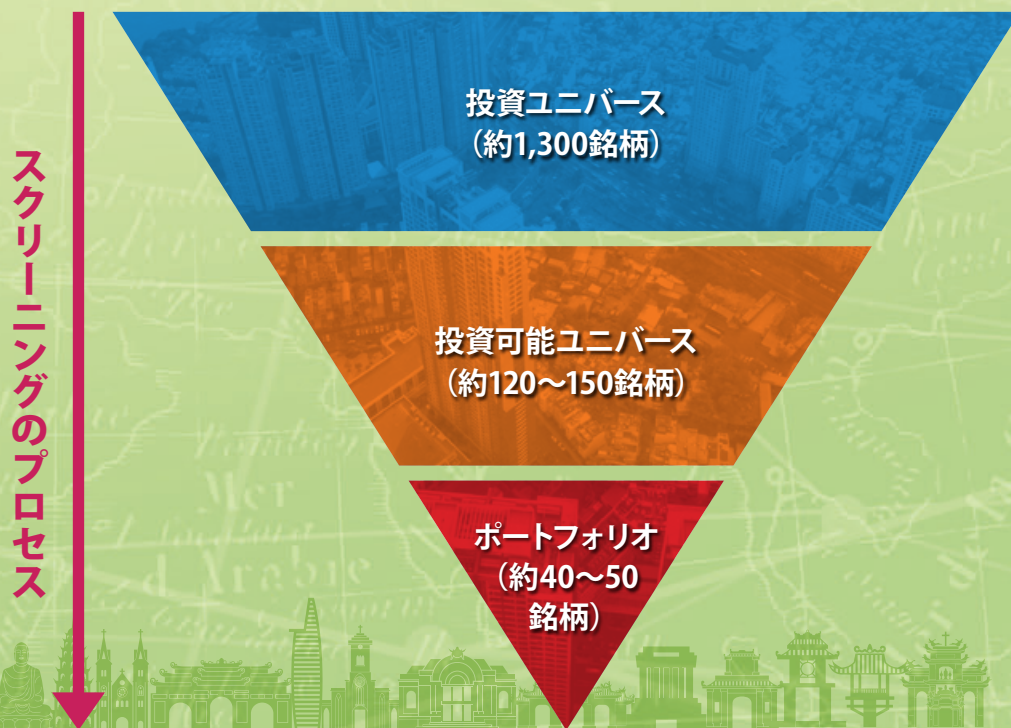 スクリーニングのプロセス
投資ユニバース
（約1,300銘柄）
投資可能ユニバース
（約120～150銘柄）
ポートフォリオ
（約40～50
銘柄）